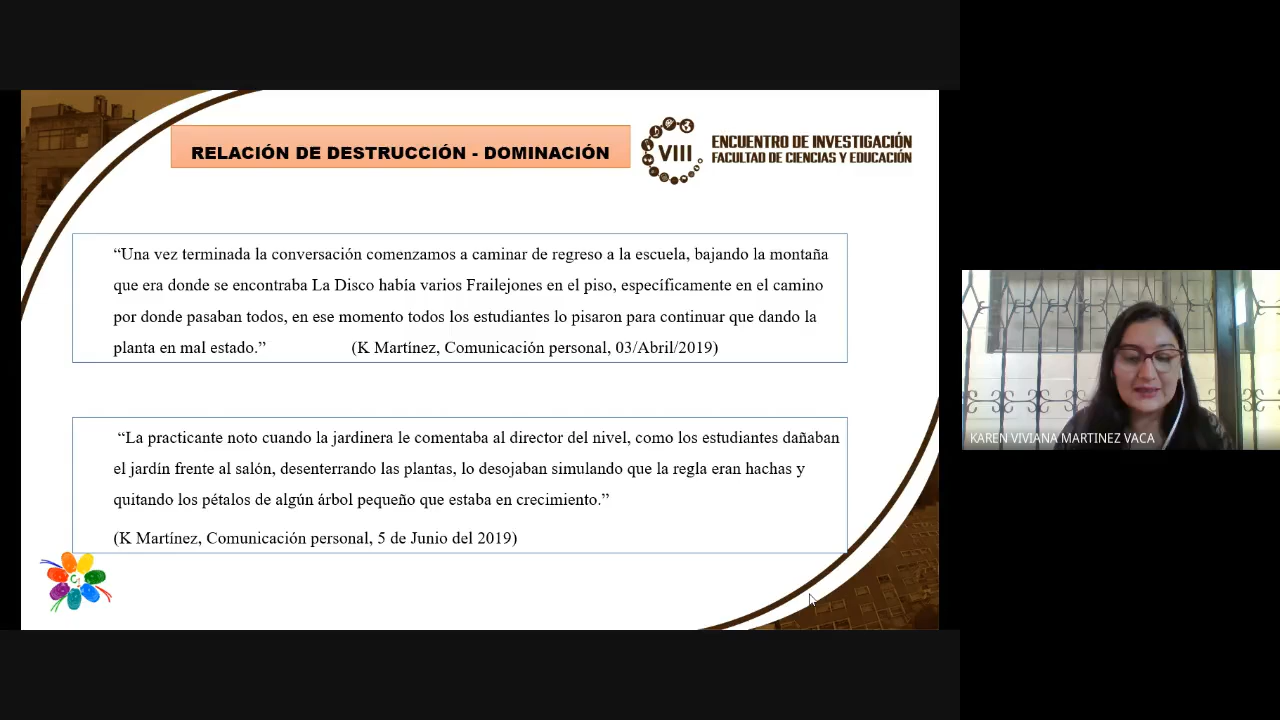 RELACIÓN DE DESTRUCCIÓN - DOMINACIÓN
VIII
ENCUENTRO DE INVESTIGACIÓN
FACULTAD DE CIENCIAS Y EDUCACIÓN
“Una vez terminada la conversación comenzamos a caminar de regreso a la escuela, bajando la montaña
que era donde se encontraba La Disco había varios Frailejones en el piso, específicamente en el camino
por donde pasaban todos, en ese momento todos los estudiantes lo pisaron para continuar que dando la
planta en mal estado.” (K Martínez, Comunicación personal, 03/Abril/2019)
“La practicante noto cuando la jardinera le comentaba al director del nivel, como los estudiantes dañaban
el jardín frente al salón, desenterrando las plantas, lo desojaban simulando que la regla eran hachas y
quitando los pétalos de algún árbol pequeño que estaba en crecimiento.”
(K Martínez, Comunicación personal, 5 de Junio del 2019)
KAREN VIVIANA MARTINEZ VACA